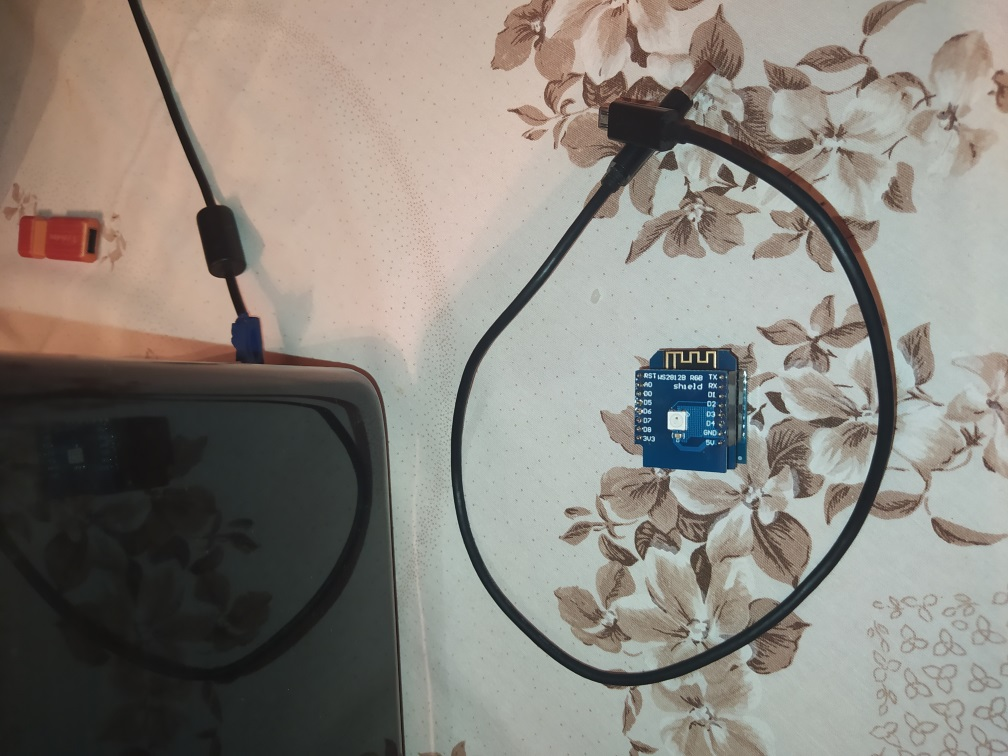 WS2812B RGB
shield
RST
A0
D0
D5
D6
D7
D8
3V3
TX
RX
D1
D2
D3
D4
GND
5V